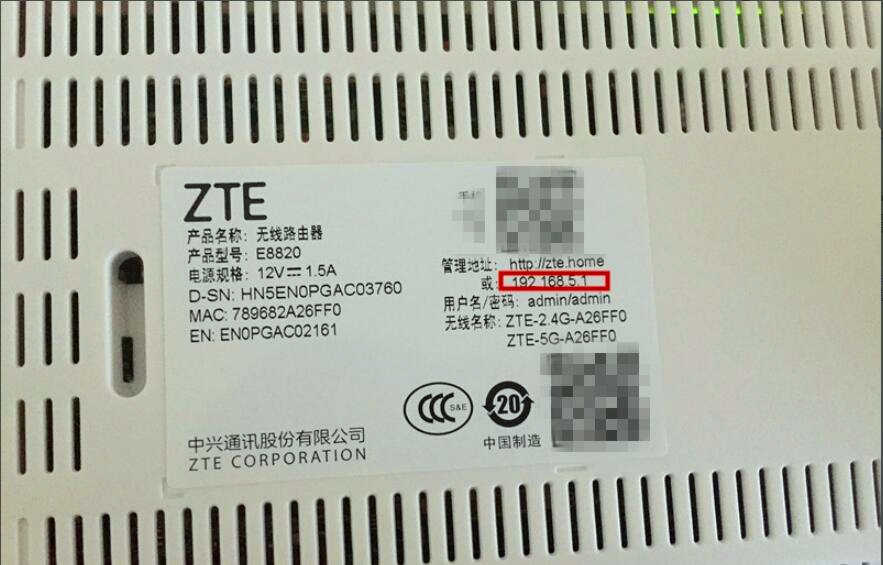 ZTE
产品名称: 无线路由器
产品型号: E8820
电源规格: 12V⎓1.5A
D-SN: HN5EN0PGAC03760
MAC: 789682A26FF0
EN: EN0PGAC02161
管理地址: http://zte.home
或: 192.168.5.1
用户名/密码: admin/admin
无线名称: ZTE-2.4G-A26FF0
ZTE-5G-A26FF0
CCC S&E
20
中国制造
中兴通讯股份有限公司
ZTE CORPORATION